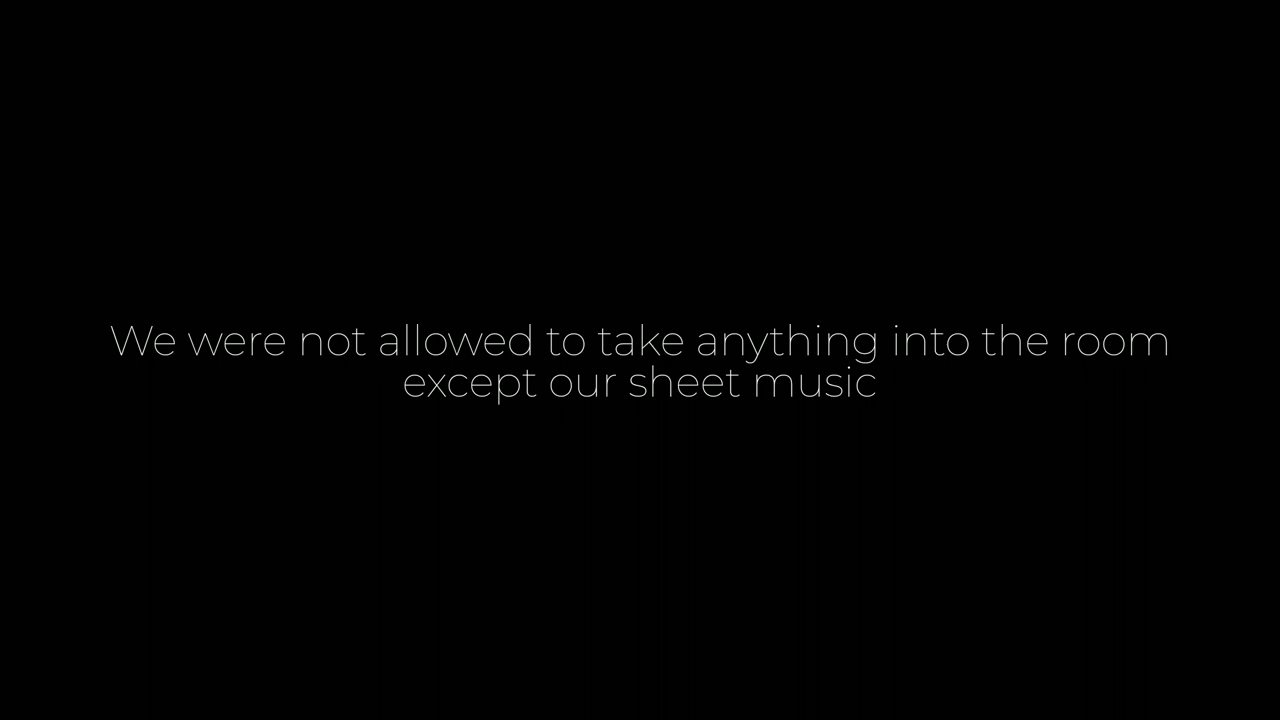 We were not allowed to take anything into the room
except our sheet music